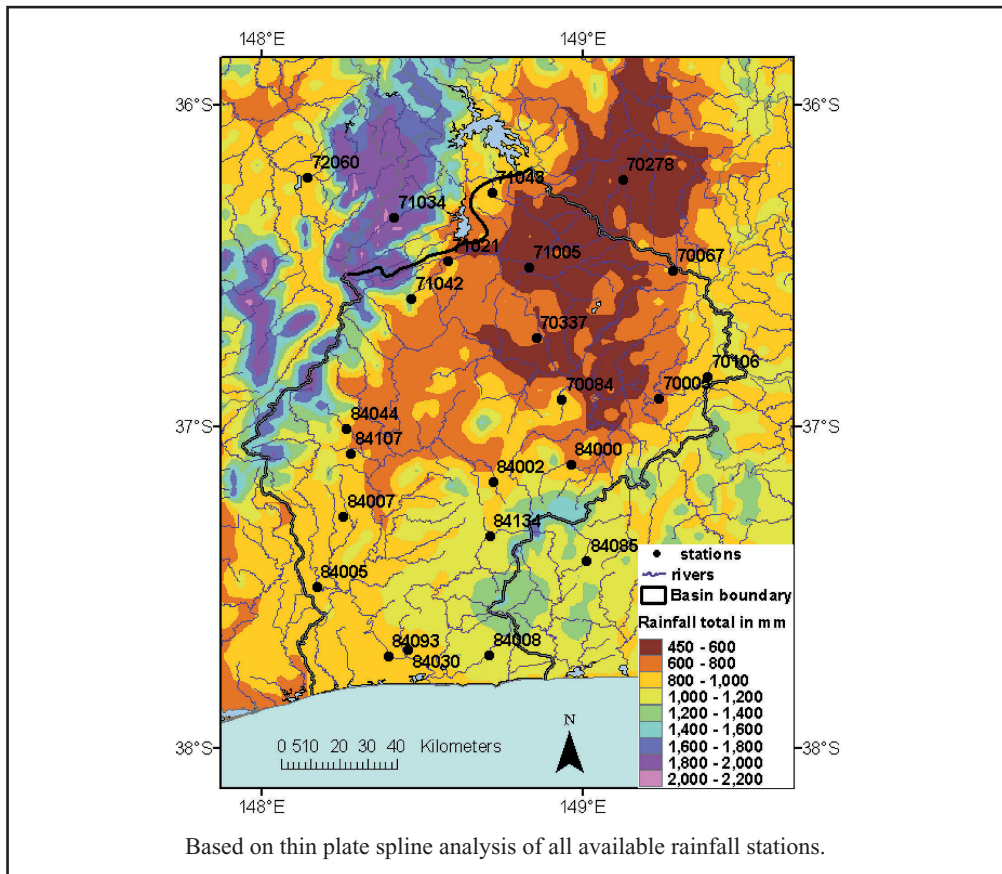 148°E 149°E
36°S 36°S
72060
70278
71043
71034
71021
71005
70067
71042
70337
70106
70084
70005
37°S 37°S
84044
84107
84000
84002
84007
84134
84085
84005
84093
84030
84008
stations
rivers
Basin boundary
Rainfall total in mm
450 - 600
600 - 800
800 - 1,000
1,000 - 1,200
1,200 - 1,400
1,400 - 1,600
1,600 - 1,800
1,800 - 2,000
2,000 - 2,200
N
0 510 20 30 40 Kilometers
38°S 38°S
148°E 149°E
Based on thin plate spline analysis of all available rainfall stations.